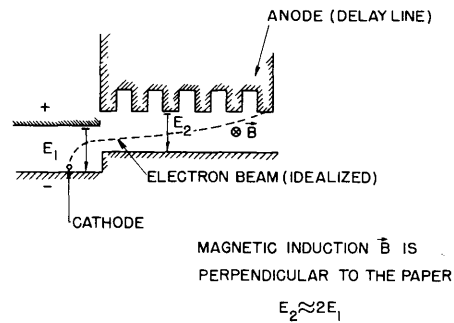 ANODE (DELAY LINE)
+
E₂
⊗ B⃗
E₁
ELECTRON BEAM (IDEALIZED)
−
CATHODE
MAGNETIC INDUCTION B⃗ IS
PERPENDICULAR TO THE PAPER
E₂≈2E₁